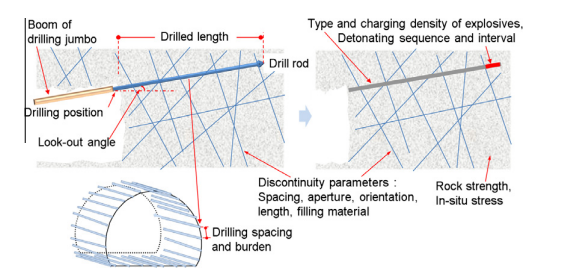 Boom of
drilling jumbo
Drilled length
Drill rod
Drilling position
Look-out angle
Type and charging density of explosives,
Detonating sequence and interval
Discontinuity parameters :
Spacing, aperture, orientation,
length, filling material
Rock strength,
In-situ stress
Drilling spacing
and burden